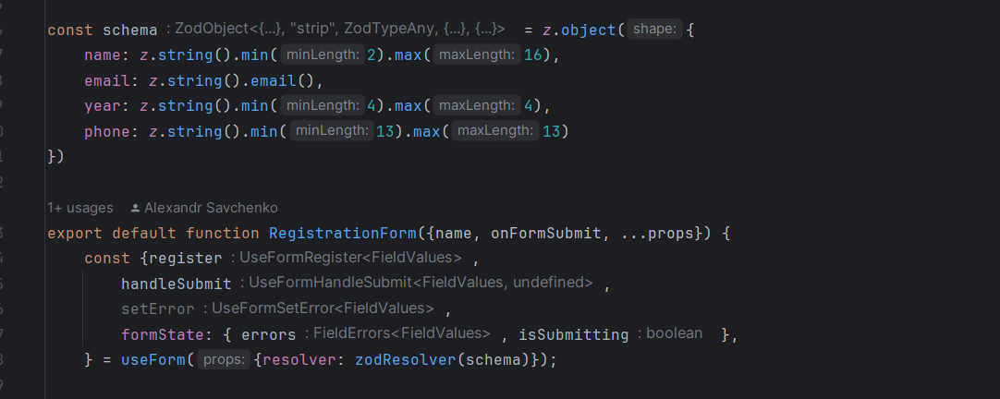 const schema : ZodObject<{...}, "strip", ZodTypeAny, {...}, {...}> = z.object( shape: {
name: z.string().min( minLength: 2).max( maxLength: 16),
email: z.string().email(),
year: z.string().min( minLength: 4).max( maxLength: 4),
phone: z.string().min( minLength: 13).max( maxLength: 13)
})
1+ usages Alexandr Savchenko
export default function RegistrationForm({name, onFormSubmit, ...props}) {
const {register : UseFormRegister<FieldValues> ,
handleSubmit : UseFormHandleSubmit<FieldValues, undefined> ,
setError : UseFormSetError<FieldValues> ,
formState: { errors : FieldErrors<FieldValues> , isSubmitting : boolean },
} = useForm( props: {resolver: zodResolver(schema)});